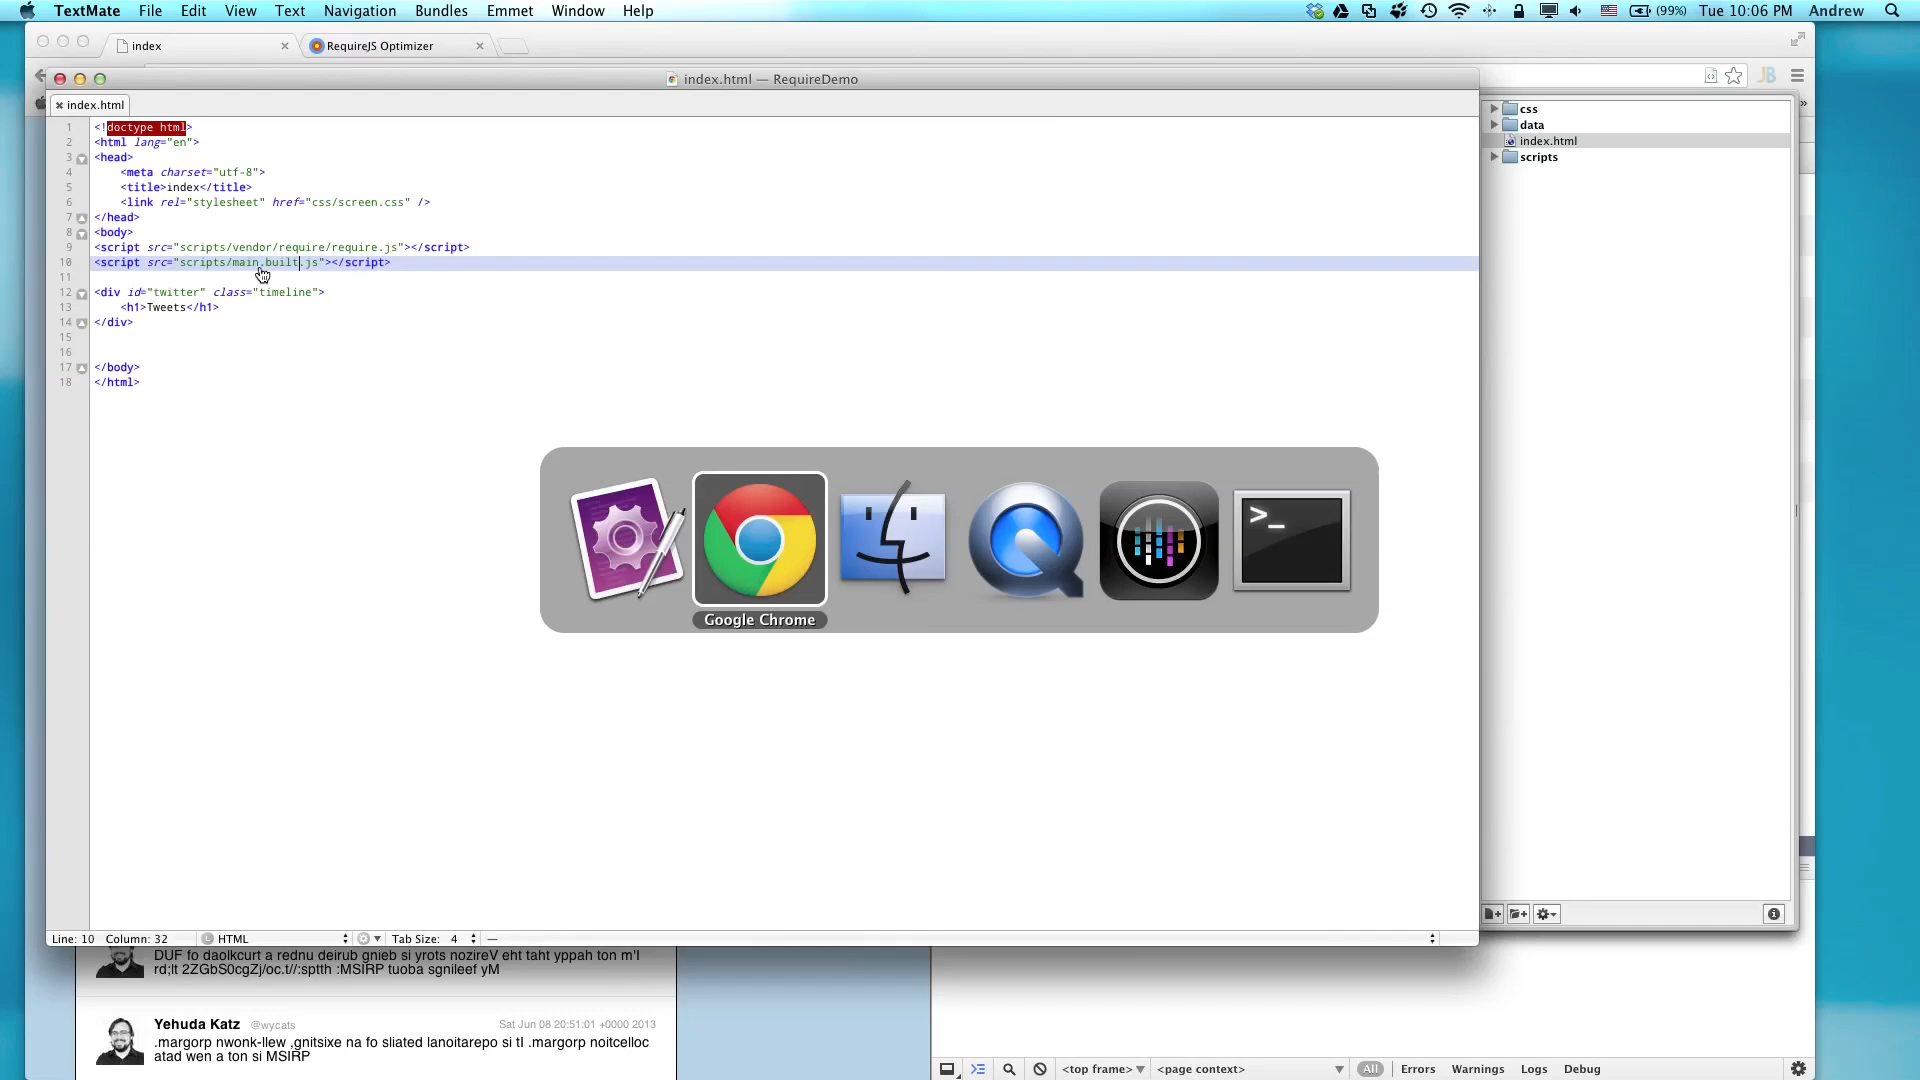 TextMate File Edit View Text Navigation Bundles Emmet Window Help (99%) Tue 10:06 PM Andrew
index RequireJS Optimizer
index.html — RequireDemo
JB
index.html
1 <!doctype html>
2 <html lang="en">
3 <head>
4 <meta charset="utf-8">
5 <title>index</title>
6 <link rel="stylesheet" href="css/screen.css" />
7 </head>
8 <body>
9 <script src="scripts/vendor/require/require.js"></script>
10 <script src="scripts/main.built.js"></script>
11
12 <div id="twitter" class="timeline">
13 <h1>Tweets</h1>
14 </div>
15
16
17 </body>
18 </html>
css
data
index.html
scripts
>_
Google Chrome
Line: 10 Column: 32 HTML Tab Size: 4 —
DUF fo daolkcurt a rednu deirub gnieb si yrots nozireV eht taht yppah ton m'I
rd;lt 2ZGbS0cgZj/oc.t//:sptth :MSIRP tuoba sgnileef yM
Yehuda Katz @wycats Sat Jun 08 20:51:01 +0000 2013
.margorp nwonk-llew ,gnitsixe na fo sliated lanoitarepo si tI .margorp noitcelloc
atad wen a ton si MSIRP
<top frame> <page context> All Errors Warnings Logs Debug